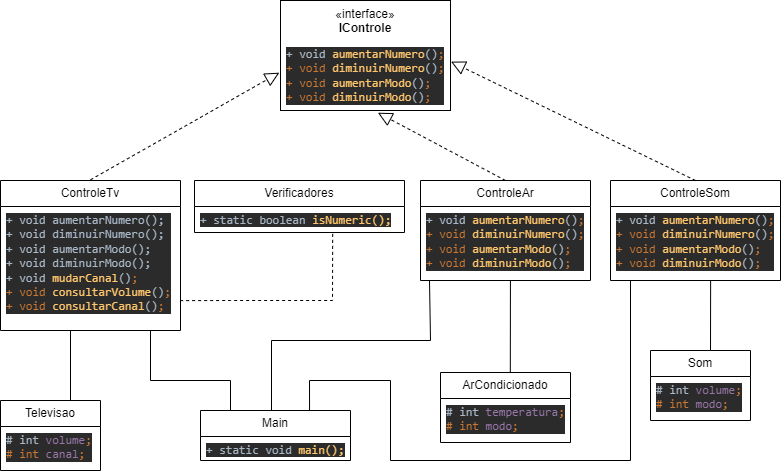 «interface»
IControle
+ void aumentarNumero();
+ void diminuirNumero();
+ void aumentarModo();
+ void diminuirModo();
ControleTv
+ void aumentarNumero();
+ void diminuirNumero();
+ void aumentarModo();
+ void diminuirModo();
+ void mudarCanal();
+ void consultarVolume();
+ void consultarCanal();
Verificadores
+ static boolean isNumeric();
ControleAr
+ void aumentarNumero();
+ void diminuirNumero();
+ void aumentarModo();
+ void diminuirModo();
ControleSom
+ void aumentarNumero();
+ void diminuirNumero();
+ void aumentarModo();
+ void diminuirModo();
Televisao
# int volume;
# int canal;
Main
+ static void main();
ArCondicionado
# int temperatura;
# int modo;
Som
# int volume;
# int modo;